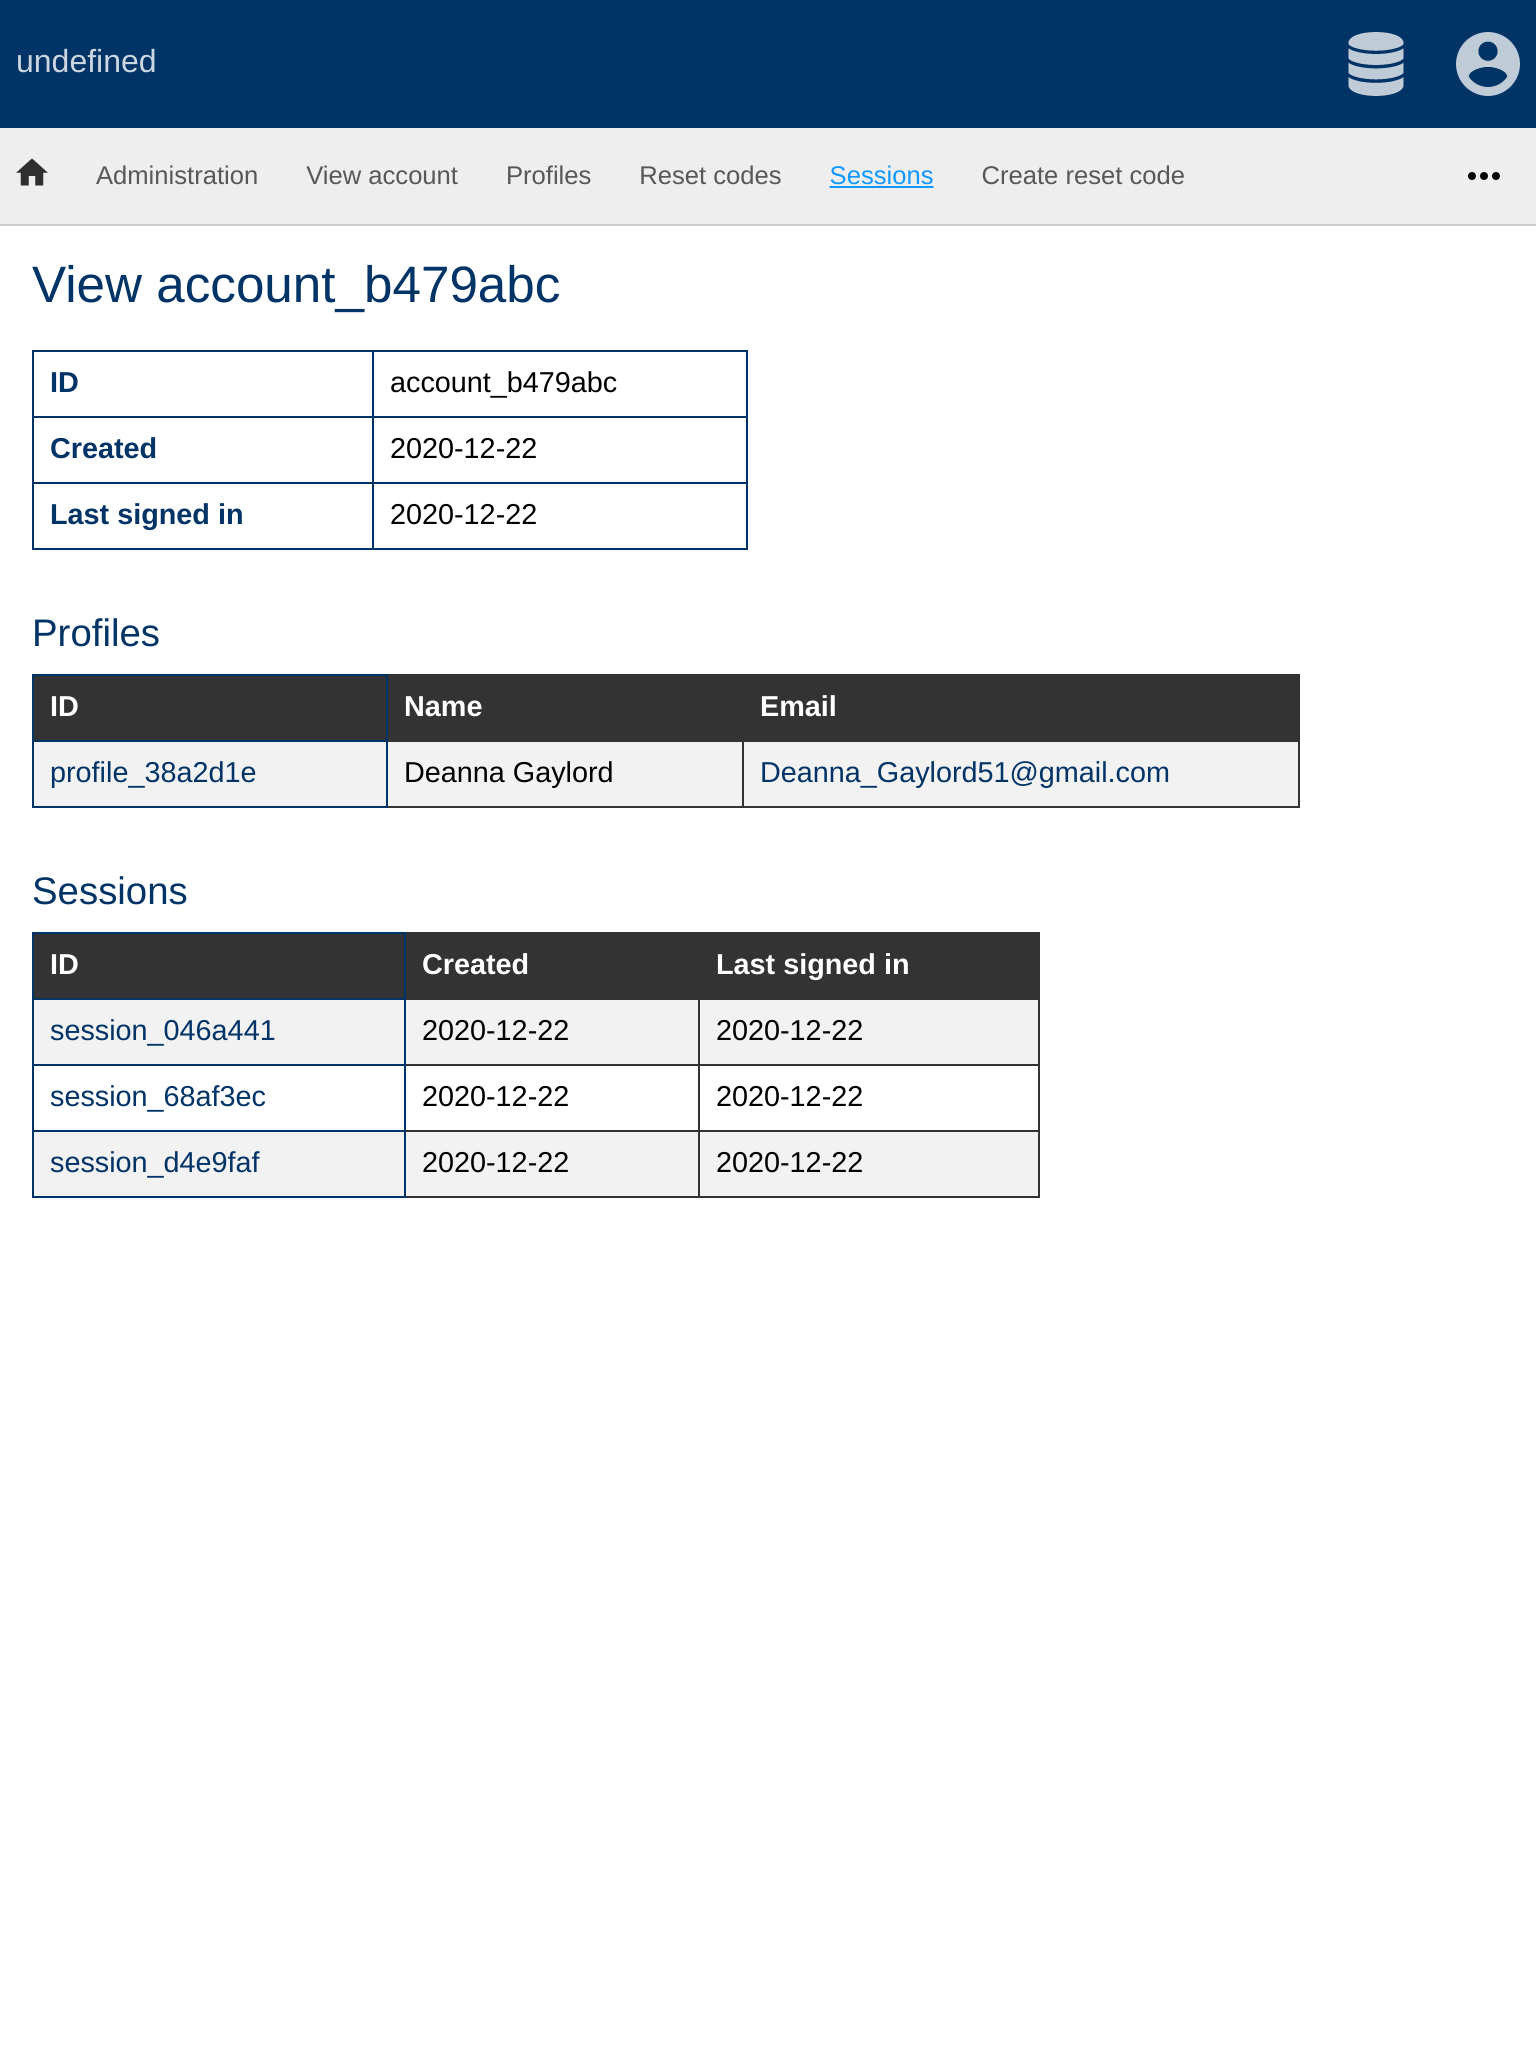 undefined
Administration View account Profiles Reset codes Sessions Create reset code
View account_b479abc
ID account_b479abc
Created 2020-12-22
Last signed in 2020-12-22
Profiles
ID Name Email
profile_38a2d1e Deanna Gaylord Deanna_Gaylord51@gmail.com
Sessions
ID Created Last signed in
session_046a441 2020-12-22 2020-12-22
session_68af3ec 2020-12-22 2020-12-22
session_d4e9faf 2020-12-22 2020-12-22